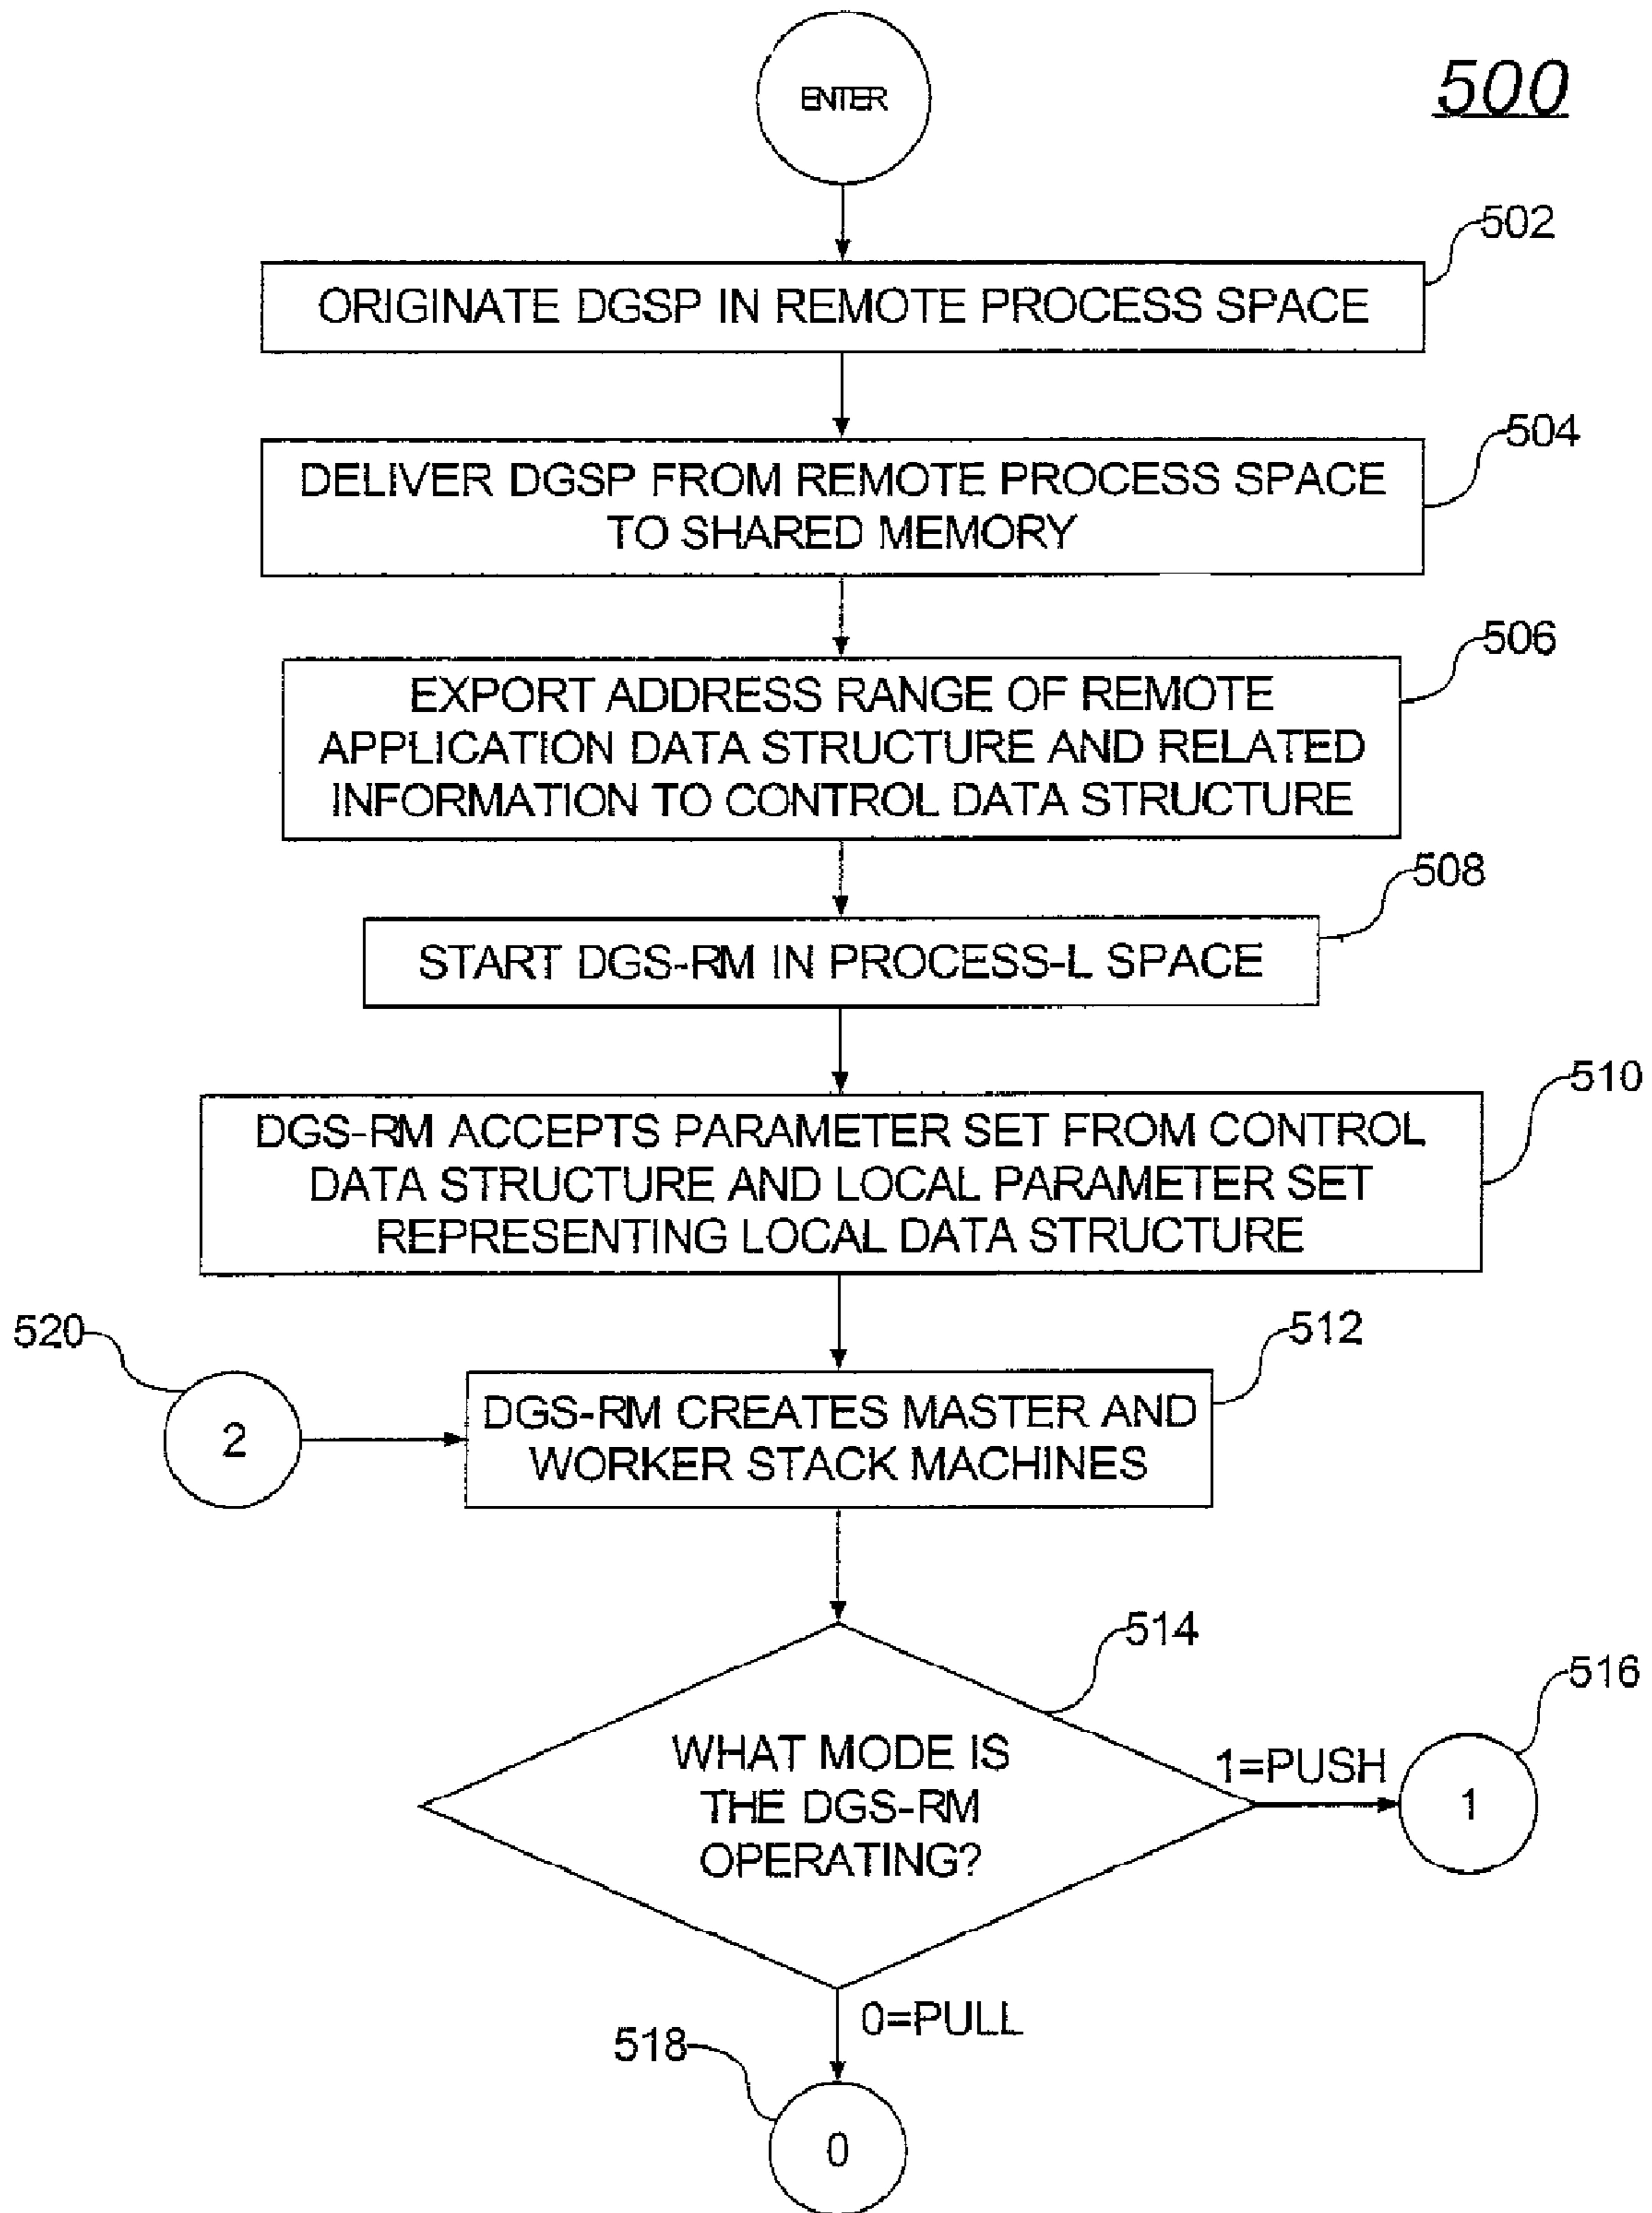 ENTER
500
502
ORIGINATE DGSP IN REMOTE PROCESS SPACE
504
DELIVER DGSP FROM REMOTE PROCESS SPACE
TO SHARED MEMORY
506
EXPORT ADDRESS RANGE OF REMOTE
APPLICATION DATA STRUCTURE AND RELATED
INFORMATION TO CONTROL DATA STRUCTURE
508
START DGS-RM IN PROCESS-L SPACE
510
DGS-RM ACCEPTS PARAMETER SET FROM CONTROL
DATA STRUCTURE AND LOCAL PARAMETER SET
REPRESENTING LOCAL DATA STRUCTURE
520
2
512
DGS-RM CREATES MASTER AND
WORKER STACK MACHINES
514
WHAT MODE IS
THE DGS-RM
OPERATING?
516
1=PUSH
1
0=PULL
518
0